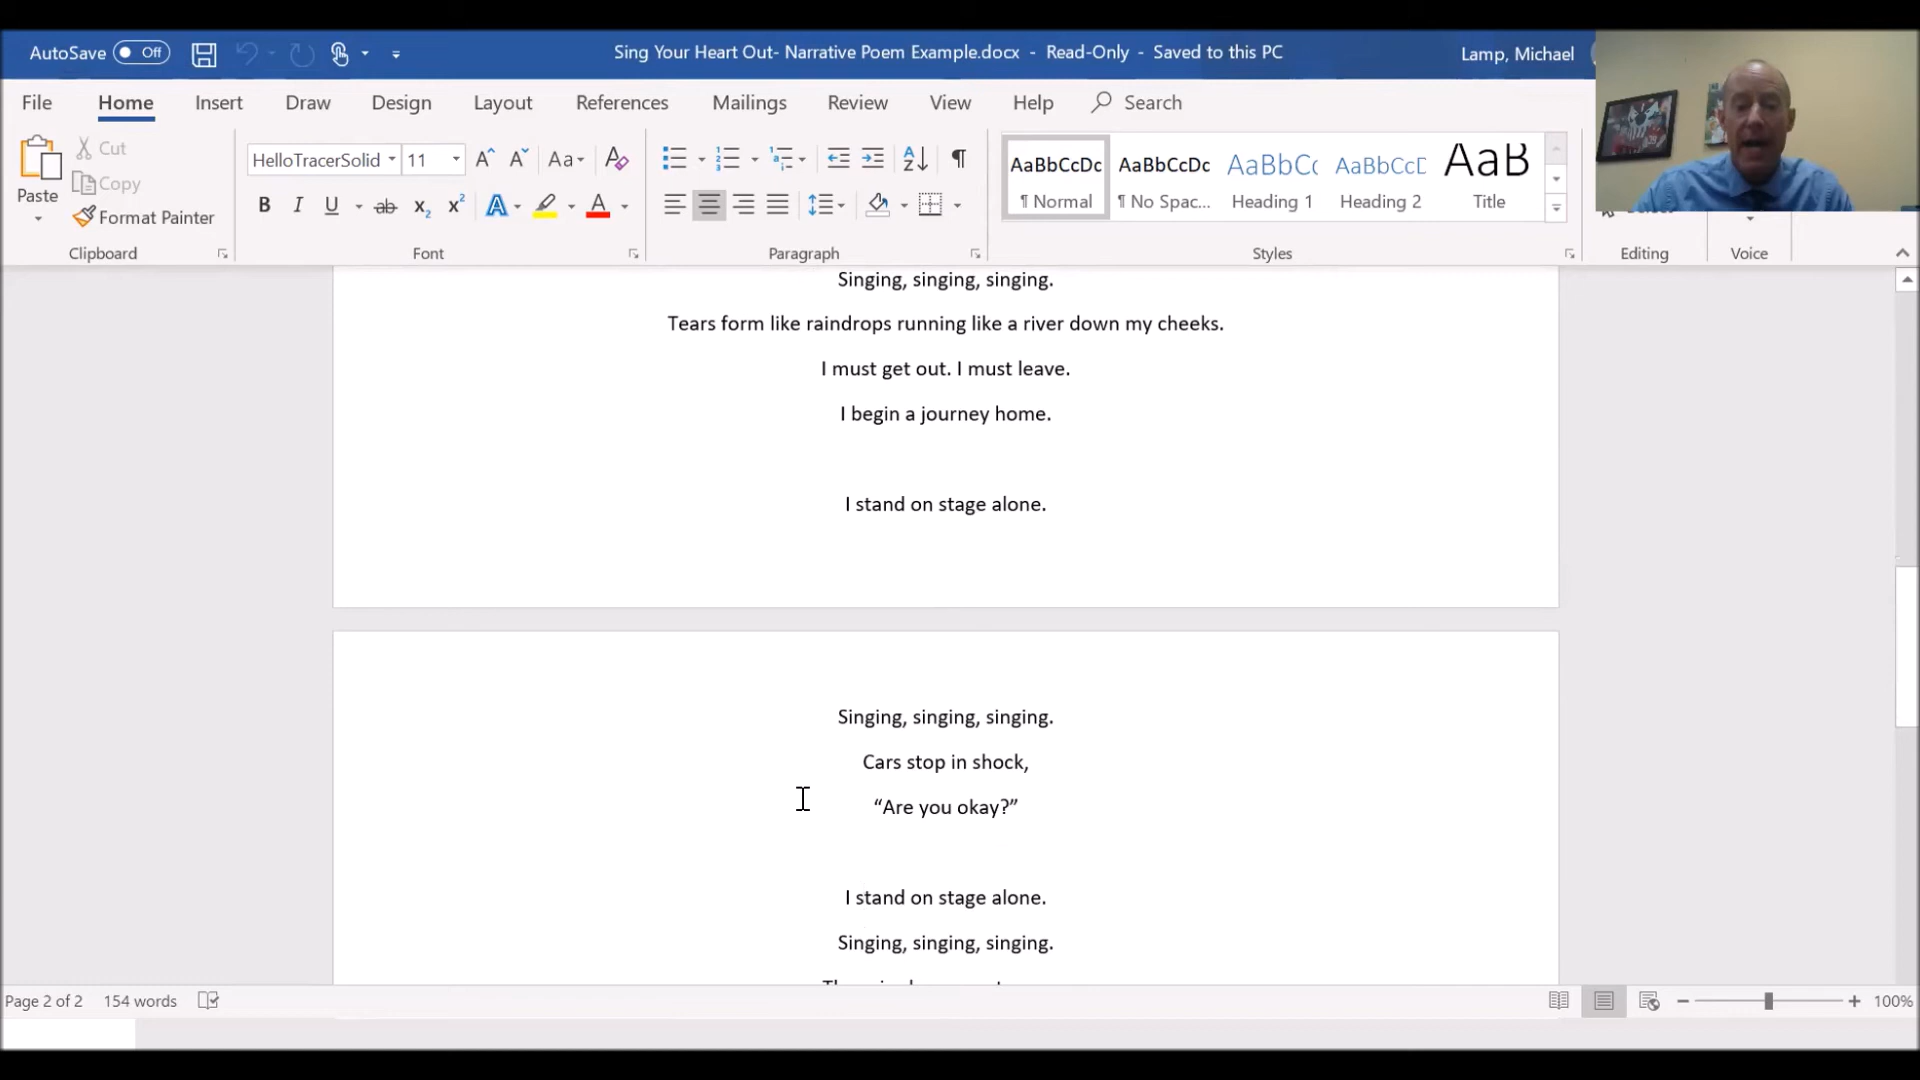 AutoSave Off Sing Your Heart Out- Narrative Poem Example.docx - Read-Only - Saved to this PC Lamp, Michael
File Home Insert Draw Design Layout References Mailings Review View Help Search
Paste Cut Copy Format Painter
HelloTracerSolid 11 Aa
B I U ab x₂ x² A A
AaBbCcDc AaBbCcDc AaBbCc AaBbCcD AaB
¶ Normal ¶ No Spac... Heading 1 Heading 2 Title
Clipboard Font Paragraph Styles Editing Voice
Singing, singing, singing.
Tears form like raindrops running like a river down my cheeks.
I must get out. I must leave.
I begin a journey home.
I stand on stage alone.
Singing, singing, singing.
Cars stop in shock,
“Are you okay?”
I stand on stage alone.
Singing, singing, singing.
Page 2 of 2 154 words 100%